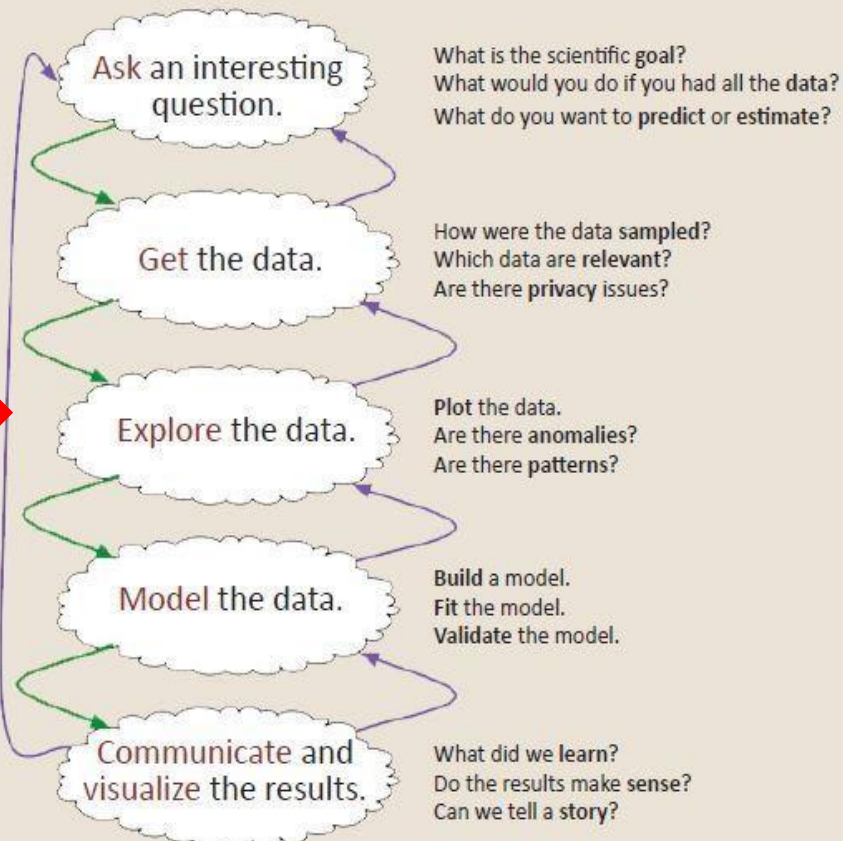 Ask an interesting
question.
What is the scientific goal?
What would you do if you had all the data?
What do you want to predict or estimate?
Get the data.
How were the data sampled?
Which data are relevant?
Are there privacy issues?
Explore the data.
Plot the data.
Are there anomalies?
Are there patterns?
Model the data.
Build a model.
Fit the model.
Validate the model.
Communicate and
visualize the results.
What did we learn?
Do the results make sense?
Can we tell a story?